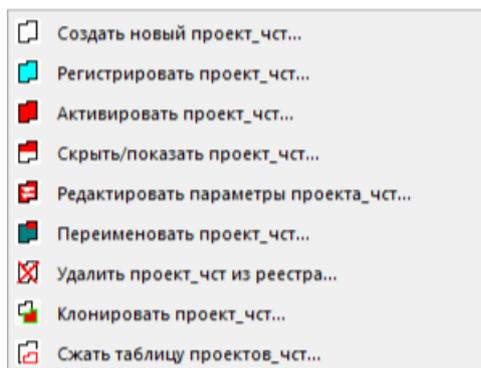 Создать новый проект_чст...
Регистрировать проект_чст...
Активировать проект_чст...
Скрыть/показать проект_чст...
Редактировать параметры проекта_чст...
Переименовать проект_чст...
Удалить проект_чст из реестра...
Клонировать проект_чст...
Сжать таблицу проектов_чст...